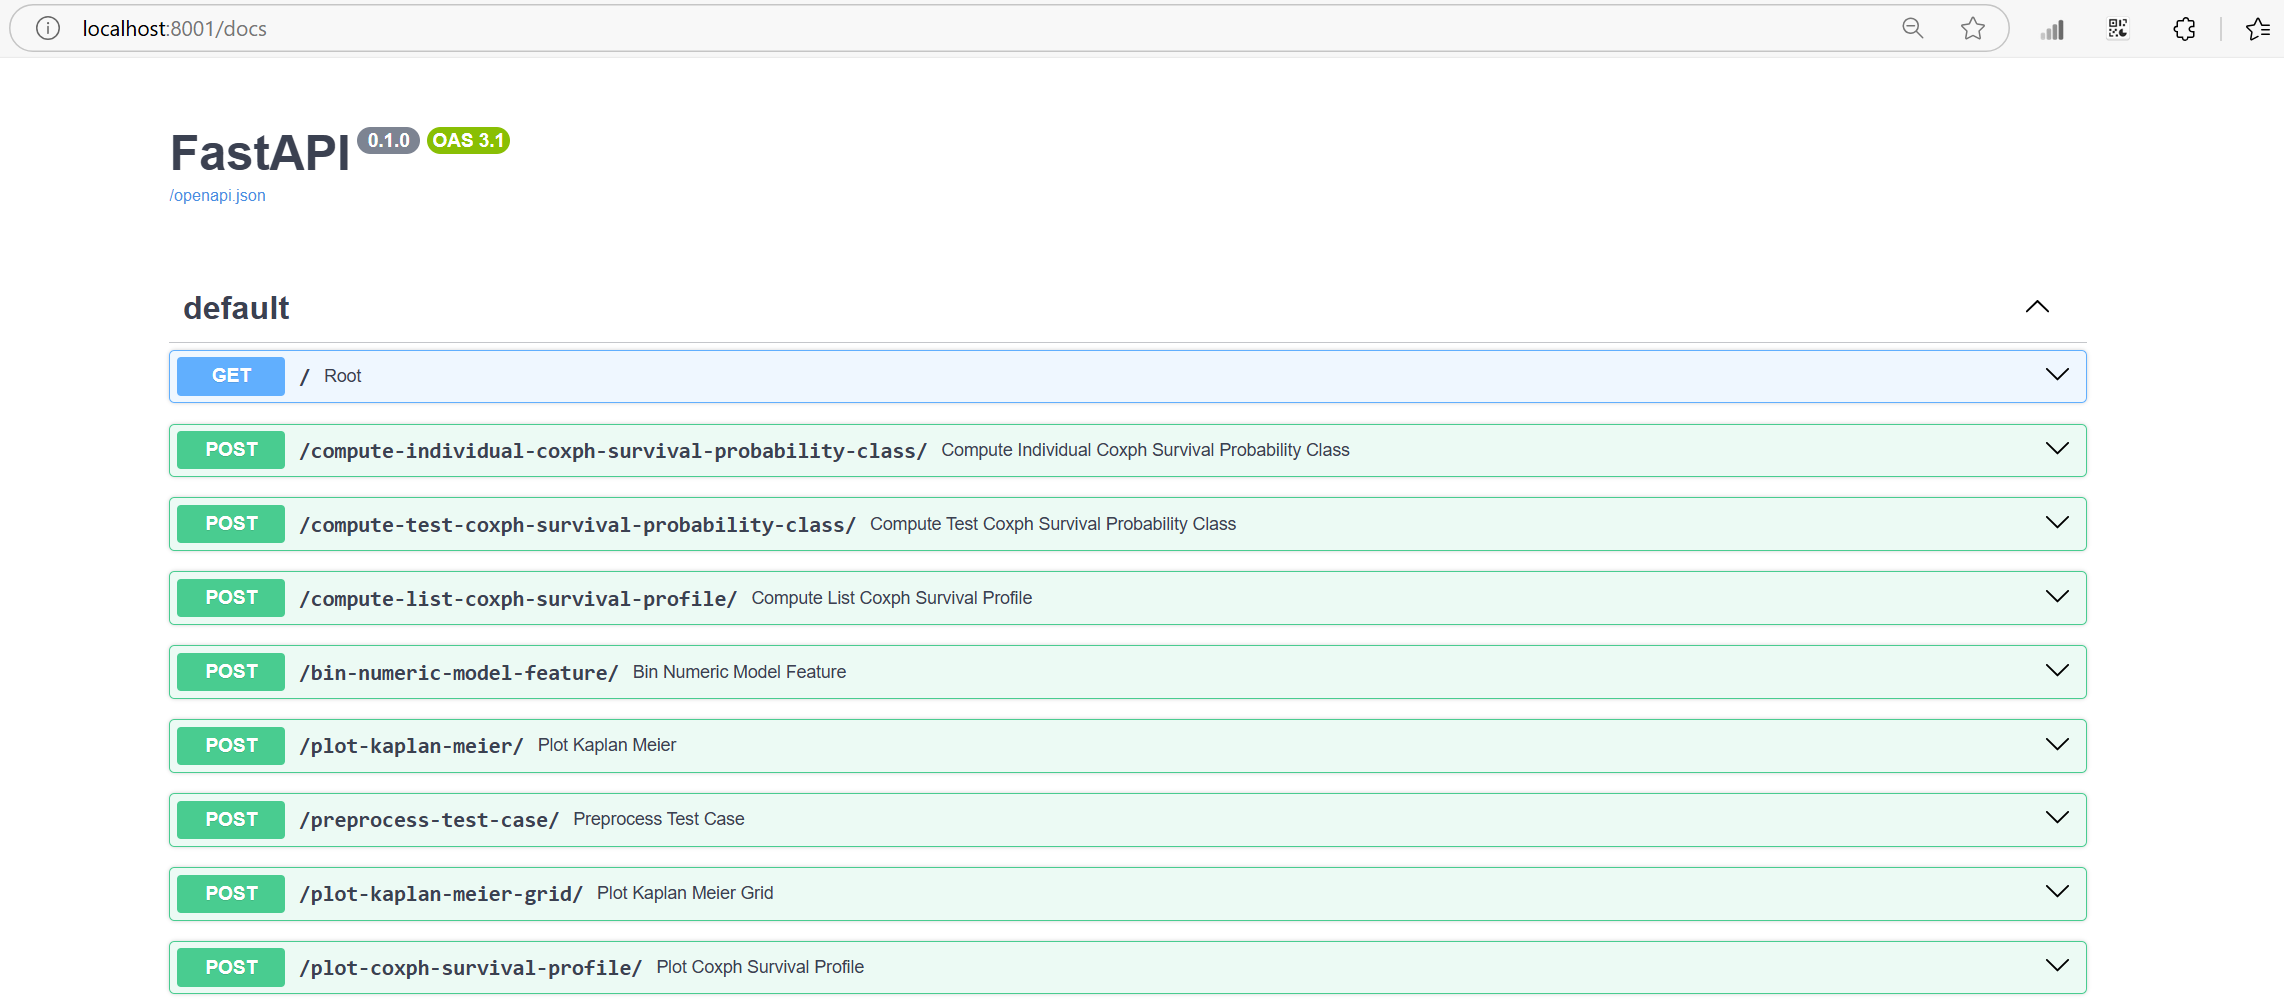 localhost:8001/docs
FastAPI 0.1.0 OAS 3.1
/openapi.json
default
GET / Root
POST /compute-individual-coxph-survival-probability-class/ Compute Individual Coxph Survival Probability Class
POST /compute-test-coxph-survival-probability-class/ Compute Test Coxph Survival Probability Class
POST /compute-list-coxph-survival-profile/ Compute List Coxph Survival Profile
POST /bin-numeric-model-feature/ Bin Numeric Model Feature
POST /plot-kaplan-meier/ Plot Kaplan Meier
POST /preprocess-test-case/ Preprocess Test Case
POST /plot-kaplan-meier-grid/ Plot Kaplan Meier Grid
POST /plot-coxph-survival-profile/ Plot Coxph Survival Profile